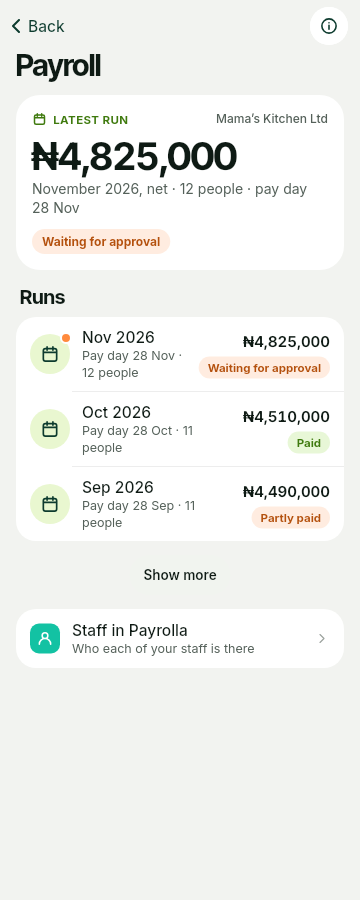 Back
Payroll
LATEST RUN
Mama’s Kitchen Ltd
₦4,825,000
November 2026, net · 12 people · pay day
28 Nov
Waiting for approval
Runs
Nov 2026
₦4,825,000
Pay day 28 Nov ·
12 people
Waiting for approval
Oct 2026
₦4,510,000
Pay day 28 Oct · 11
people
Paid
Sep 2026
₦4,490,000
Pay day 28 Sep · 11
people
Partly paid
Show more
Staff in Payrolla
Who each of your staff is there